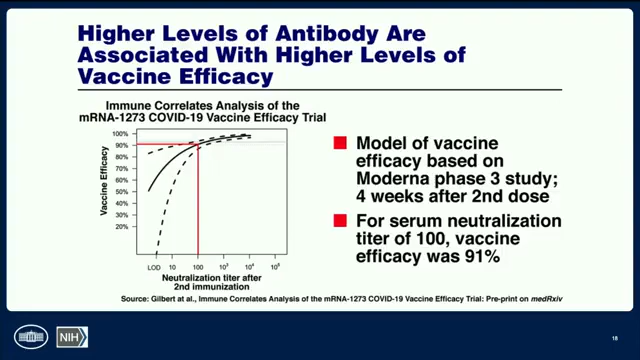 Higher Levels of Antibody Are
Associated With Higher Levels of
Vaccine Efficacy
Immune Correlates Analysis of the
mRNA-1273 COVID-19 Vaccine Efficacy Trial
Vaccine Efficacy
100%
90%
80%
70%
60%
50%
40%
30%
20%
LOD 10 100 10³ 10⁴ 10⁵
Neutralization titer after
2nd immunization
Model of vaccine
efficacy based on
Moderna phase 3 study;
4 weeks after 2nd dose
For serum neutralization
titer of 100, vaccine
efficacy was 91%
Source: Gilbert et al., Immune Correlates Analysis of the mRNA-1273 COVID-19 Vaccine Efficacy Trial: Pre-print on medRxiv
NIH
18